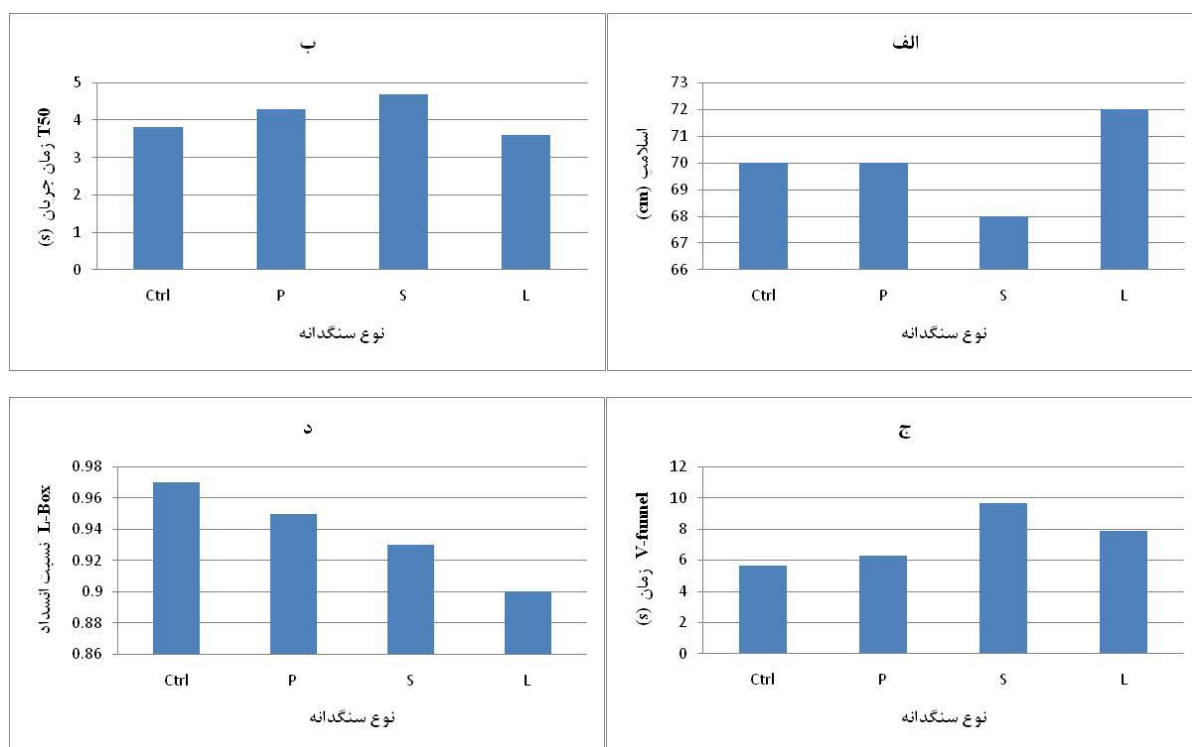 الف
73
72
71
70
69
68
67
66
اسلامپ (cm)
Ctrl P S L
نوع سنگدانه
ب
5
4
3
2
1
0
T50 زمان جریان (s)
Ctrl P S L
نوع سنگدانه
ج
12
10
8
6
4
2
0
V-funnel زمان (s)
Ctrl P S L
نوع سنگدانه
د
0.98
0.96
0.94
0.92
0.9
0.88
0.86
L-Box نسبت انسداد
Ctrl P S L
نوع سنگدانه